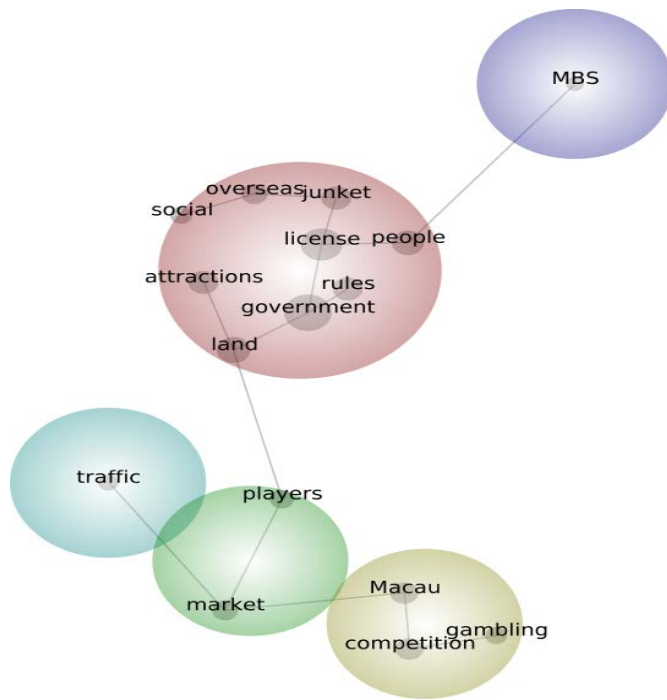 MBS
overseas
junket
social
license
people
attractions
rules
government
land
traffic
players
Macau
market
gambling
competition